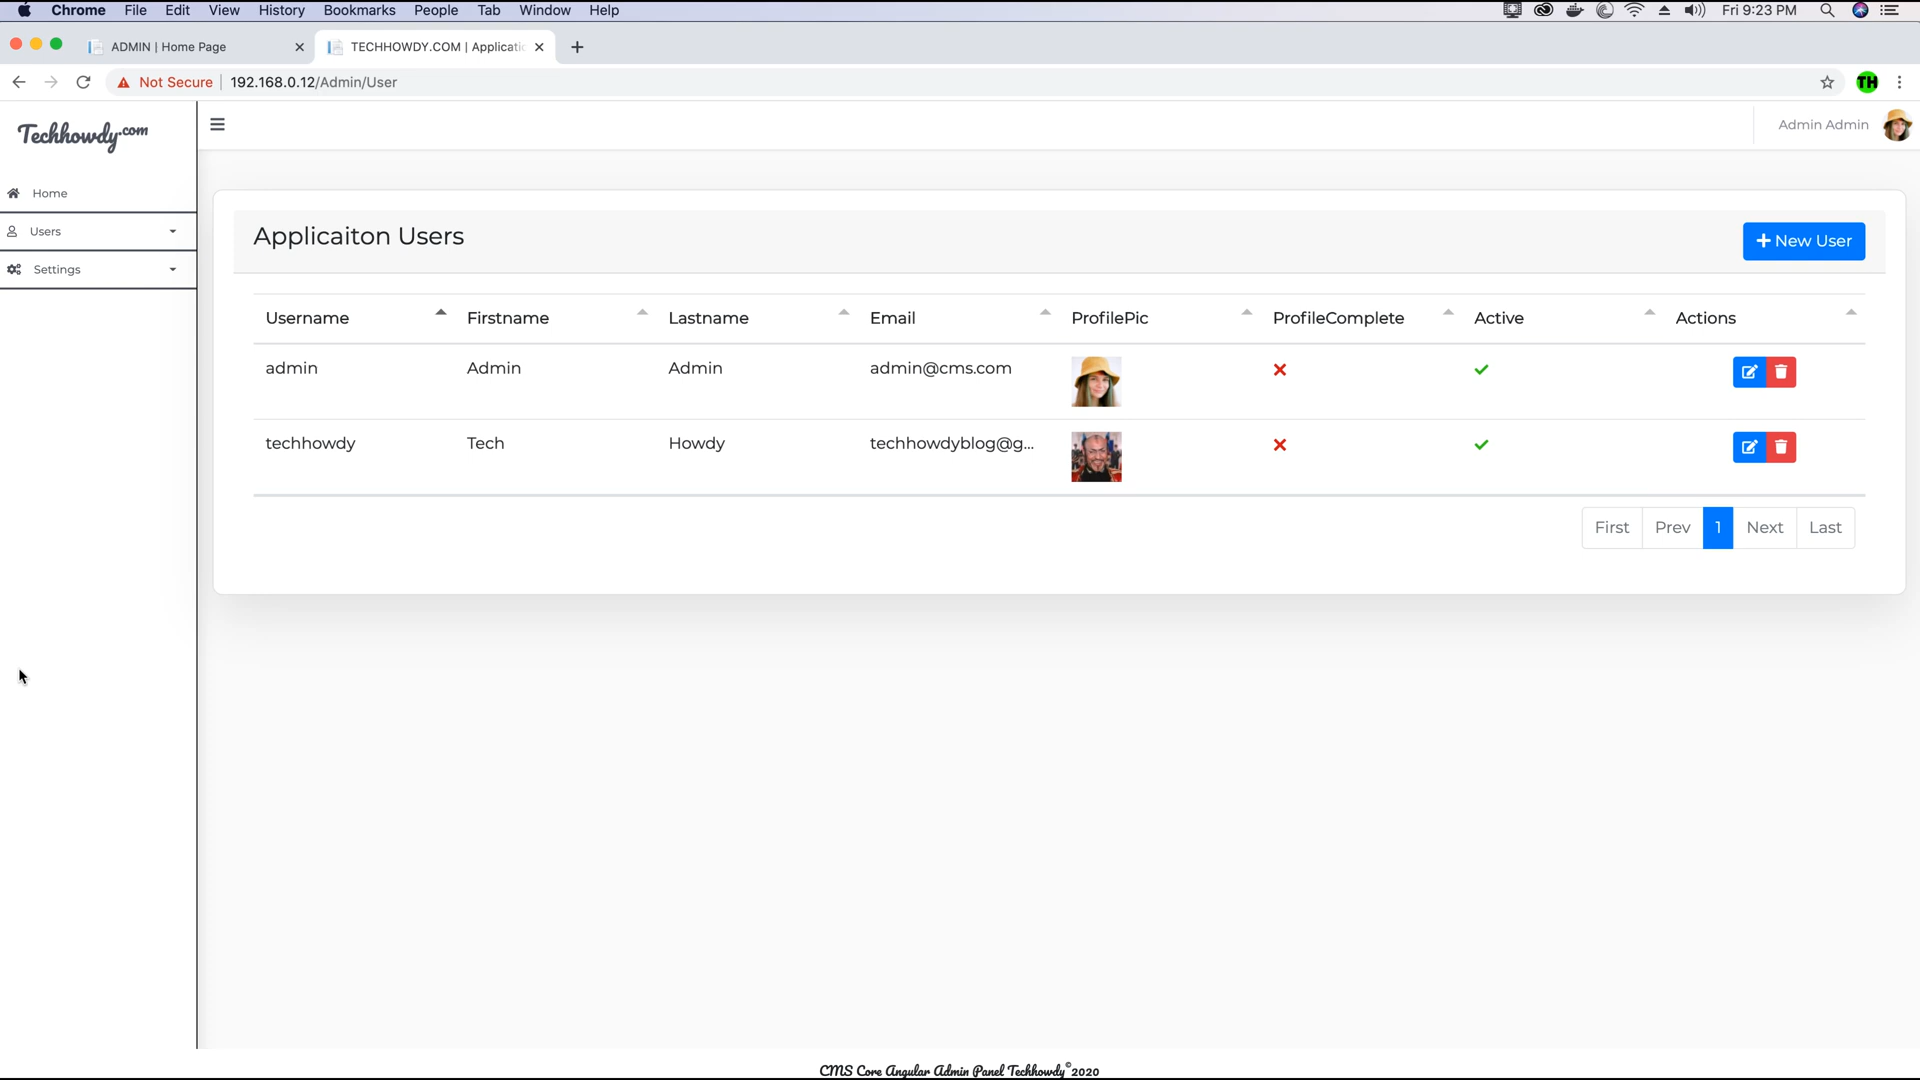 Chrome File Edit View History Bookmarks People Tab Window Help Fri 9:23 PM
ADMIN | Home Page TECHHOWDY.COM | Applicatic
Not Secure 192.168.0.12/Admin/User TH
Techhowdy.com
Admin Admin
Home
Users
Settings
Applicaiton Users
New User
Username Firstname Lastname Email ProfilePic ProfileComplete Active Actions
admin Admin Admin admin@cms.com
techhowdy Tech Howdy techhowdyblog@g...
First Prev 1 Next Last
CMS Core Angular Admin Panel Techhowdy©2020